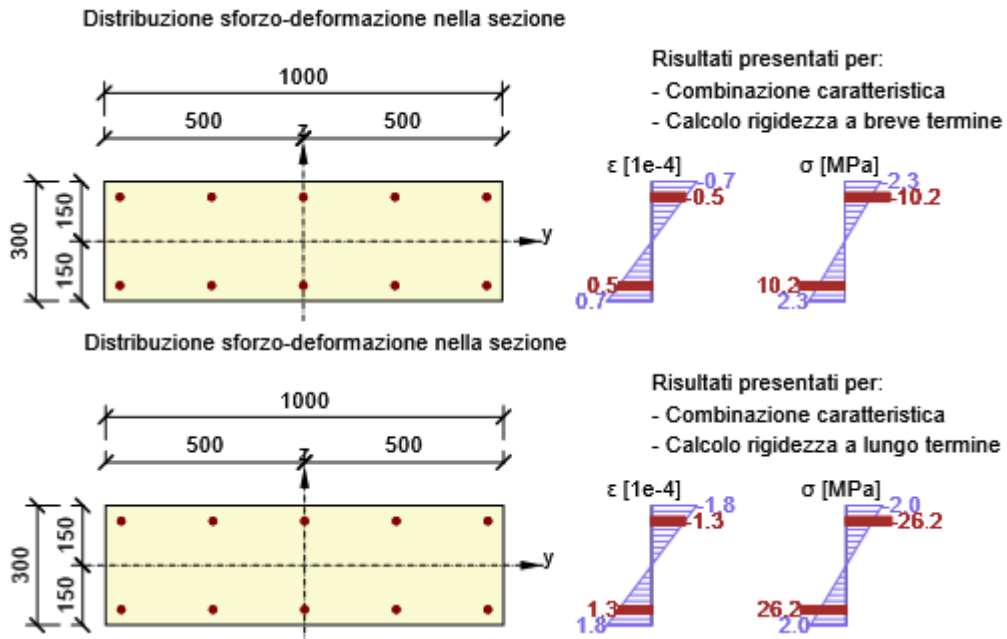 Distribuzione sforzo-deformazione nella sezione
Risultati presentati per:
- Combinazione caratteristica
- Calcolo rigidezza a breve termine
1000
500
500
z
y
300
150
150
ε [1e-4]
σ [MPa]
-0.7
-0.5
0.5
0.7
-2.3
-10.2
10.2
2.3
Distribuzione sforzo-deformazione nella sezione
Risultati presentati per:
- Combinazione caratteristica
- Calcolo rigidezza a lungo termine
1000
500
500
z
y
300
150
150
ε [1e-4]
σ [MPa]
-1.8
-1.3
1.3
1.8
-2.0
-26.2
26.2
2.0